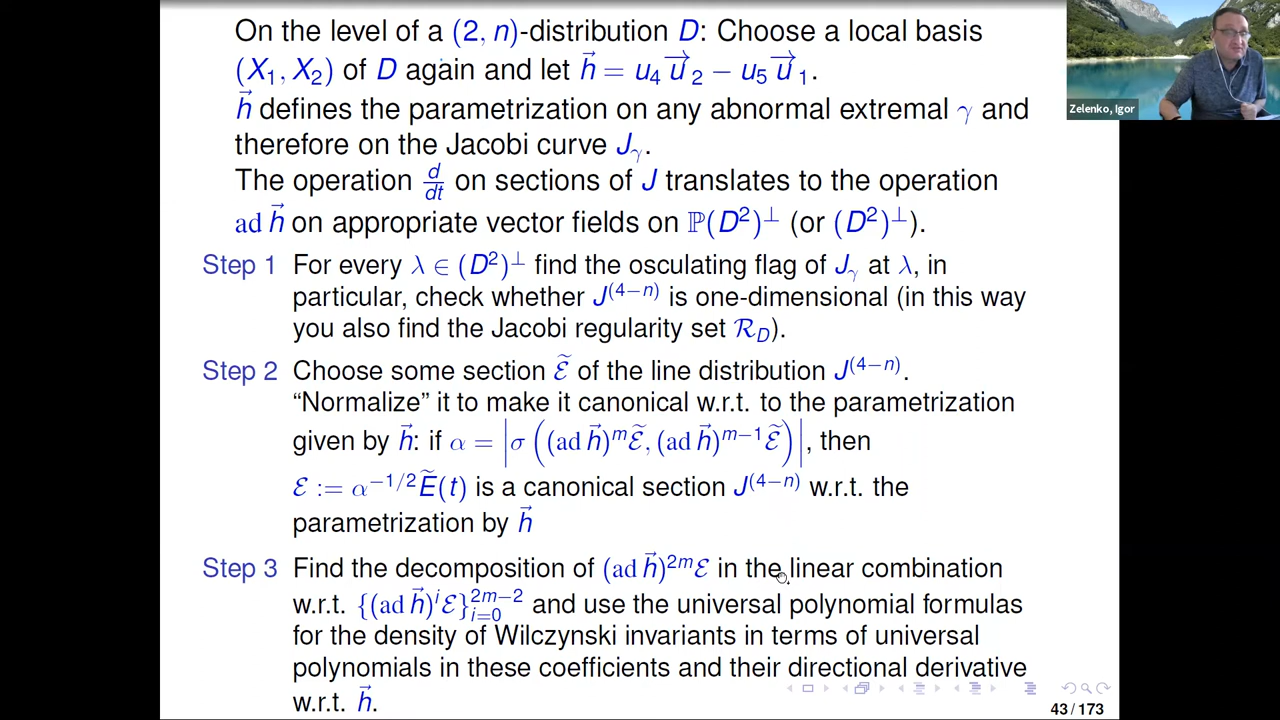 On the level of a (2, n)-distribution D: Choose a local basis
(X₁, X₂) of D again and let h⃗ = u₄ u⃗₂ − u₅ u⃗₁.
h⃗ defines the parametrization on any abnormal extremal γ and
therefore on the Jacobi curve J_γ.
The operation d/dt on sections of J translates to the operation
ad h⃗ on appropriate vector fields on ℙ(D²)^⊥ (or (D²)^⊥).
Step 1 For every λ ∈ (D²)^⊥ find the osculating flag of J_γ at λ, in
particular, check whether J^(4−n) is one-dimensional (in this way
you also find the Jacobi regularity set ℛ_D).
Step 2 Choose some section ℰ̃ of the line distribution J^(4−n).
“Normalize” it to make it canonical w.r.t. to the parametrization
given by h⃗: if α = |σ((ad h⃗)^m ℰ̃, (ad h⃗)^(m−1) ℰ̃)|, then
ℰ := α^(−1/2) Ẽ(t) is a canonical section J^(4−n) w.r.t. the
parametrization by h⃗
Step 3 Find the decomposition of (ad h⃗)^(2m) ℰ in the linear combination
w.r.t. {(ad h⃗)^i ℰ}_(i=0)^(2m−2) and use the universal polynomial formulas
for the density of Wilczynski invariants in terms of universal
polynomials in these coefficients and their directional derivative
w.r.t. h⃗.
43 / 173
Zelenko, Igor